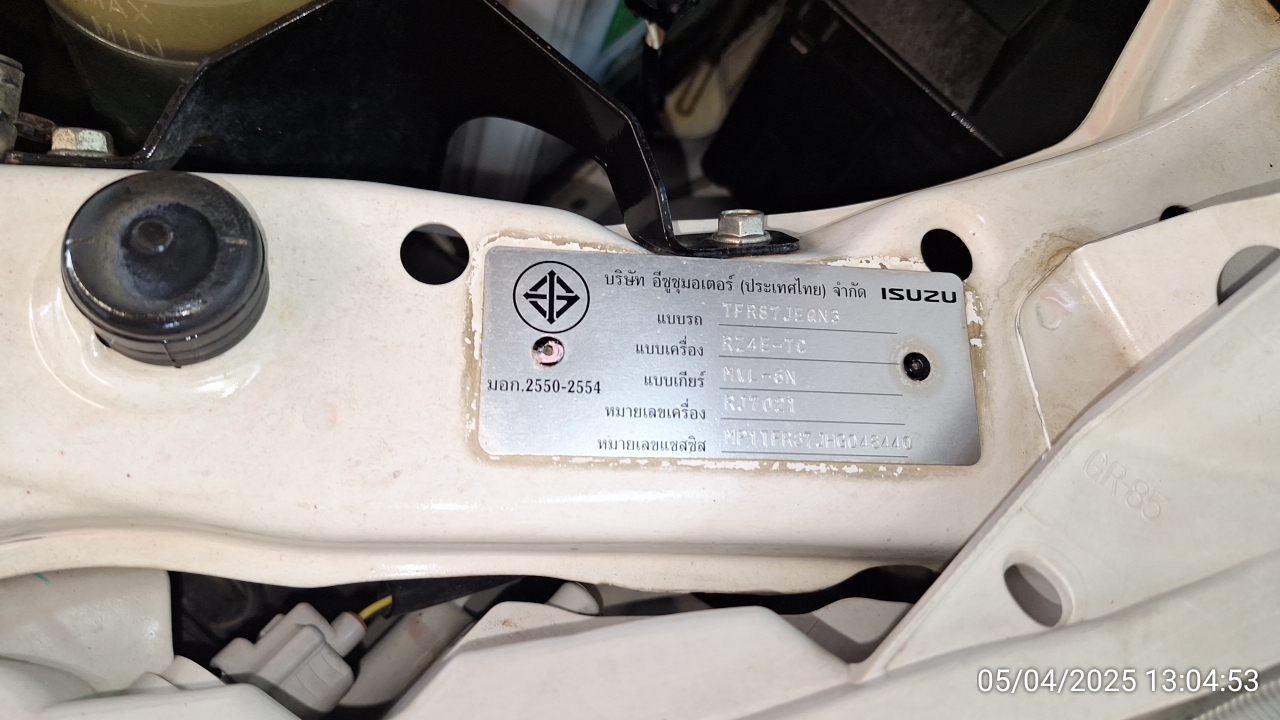 MAX
MIN
บริษัท อีซูซุมอเตอร์ (ประเทศไทย) จำกัด ISUZU
แบบรถ TFR87JEQN3
แบบเครื่อง RZ4E-TC
แบบเกียร์ MVL-6N
มอก.2550-2554
หมายเลขเครื่อง RJ7021
หมายเลขแชสซิส
GR-85
05/04/2025 13:04:53